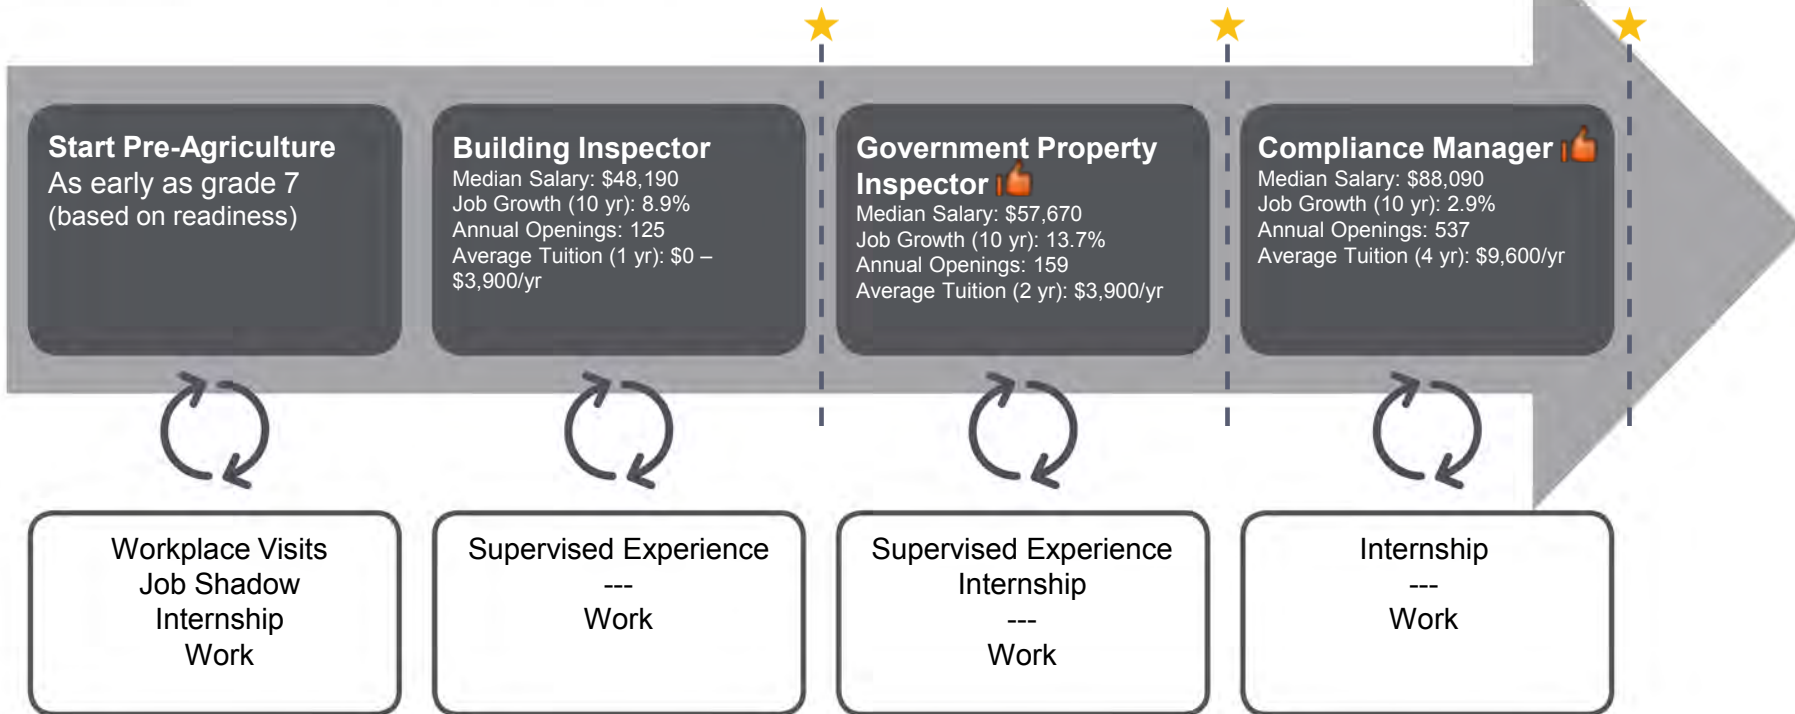 Start Pre-Agriculture
As early as grade 7
(based on readiness)
Building Inspector
Median Salary: $48,190
Job Growth (10 yr): 8.9%
Annual Openings: 125
Average Tuition (1 yr): $0 –
$3,900/yr
Government Property
Inspector
Median Salary: $57,670
Job Growth (10 yr): 13.7%
Annual Openings: 159
Average Tuition (2 yr): $3,900/yr
Compliance Manager
Median Salary: $88,090
Job Growth (10 yr): 2.9%
Annual Openings: 537
Average Tuition (4 yr): $9,600/yr
Workplace Visits
Job Shadow
Internship
Work
Supervised Experience
---
Work
Supervised Experience
Internship
---
Work
Internship
---
Work